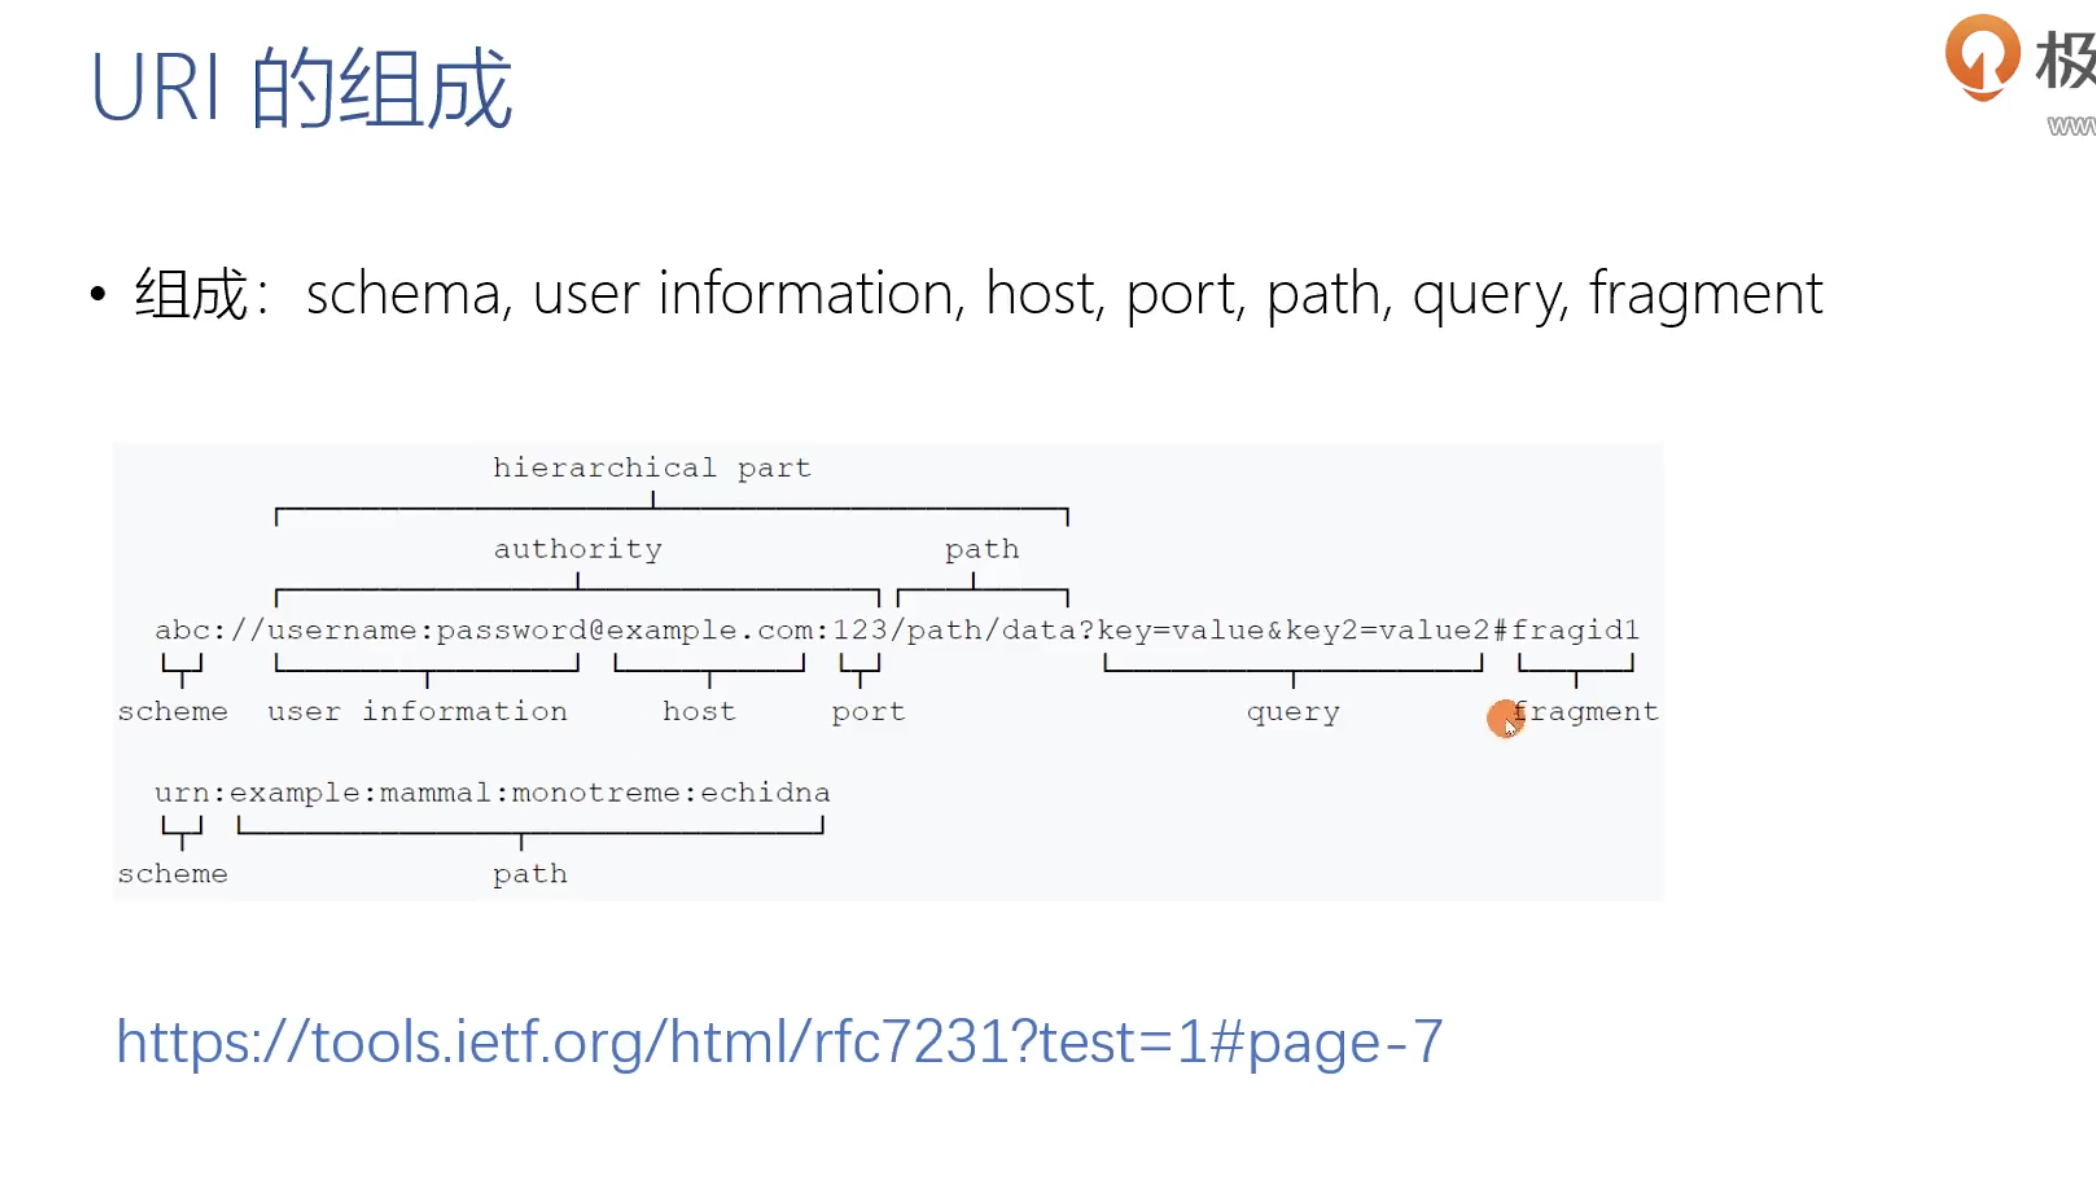 URI 的组成
极
www
• 组成：schema, user information, host, port, path, query, fragment
hierarchical part
authority path
abc://username:password@example.com:123/path/data?key=value&key2=value2#fragid1
scheme user information host port query fragment
urn:example:mammal:monotreme:echidna
scheme path
https://tools.ietf.org/html/rfc7231?test=1#page-7